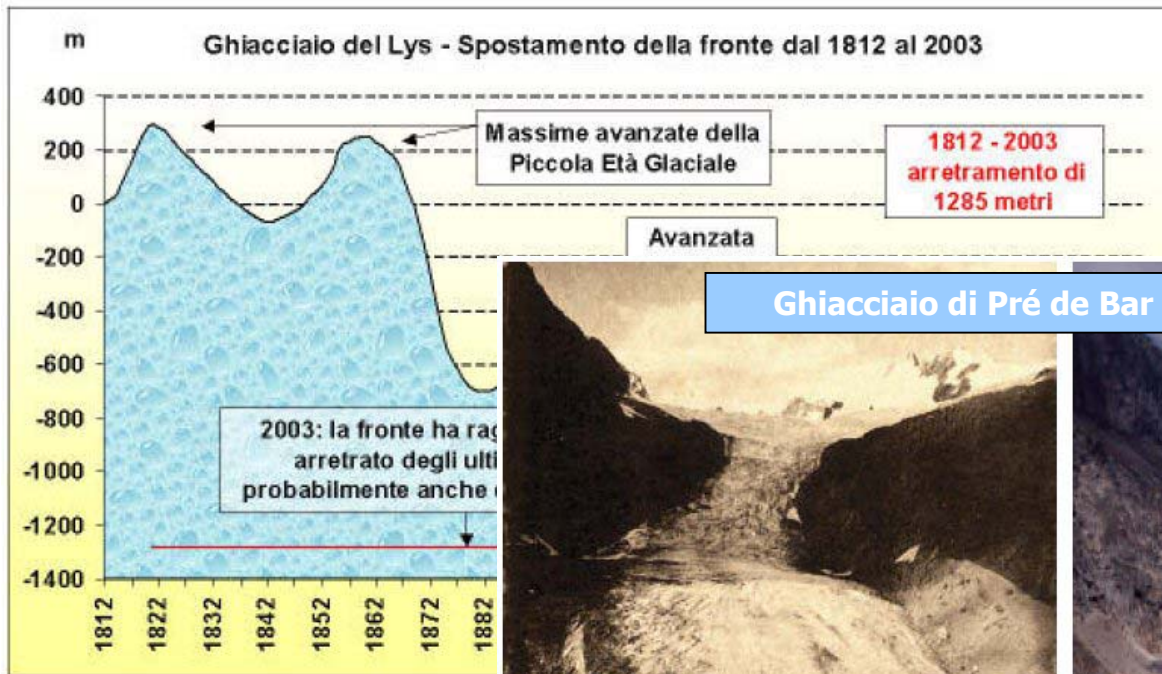 m
Ghiacciaio del Lys - Spostamento della fronte dal 1812 al 2003
400
200
0
-200
-400
-600
-800
-1000
-1200
-1400
Massime avanzate della
Piccola Età Glaciale
1812 - 2003
arretramento di
1285 metri
Avanzata
Ghiacciaio di Pré de Bar
2003: la fronte ha
arretrato degli
probabilmente anche
1812
1822
1832
1842
1852
1862
1872
1882